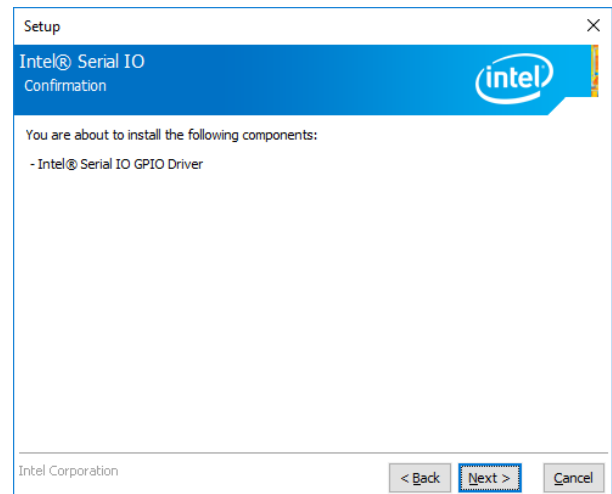 Setup
Intel® Serial IO
Confirmation
intel
You are about to install the following components:
- Intel® Serial IO GPIO Driver
Intel Corporation
< Back Next > Cancel